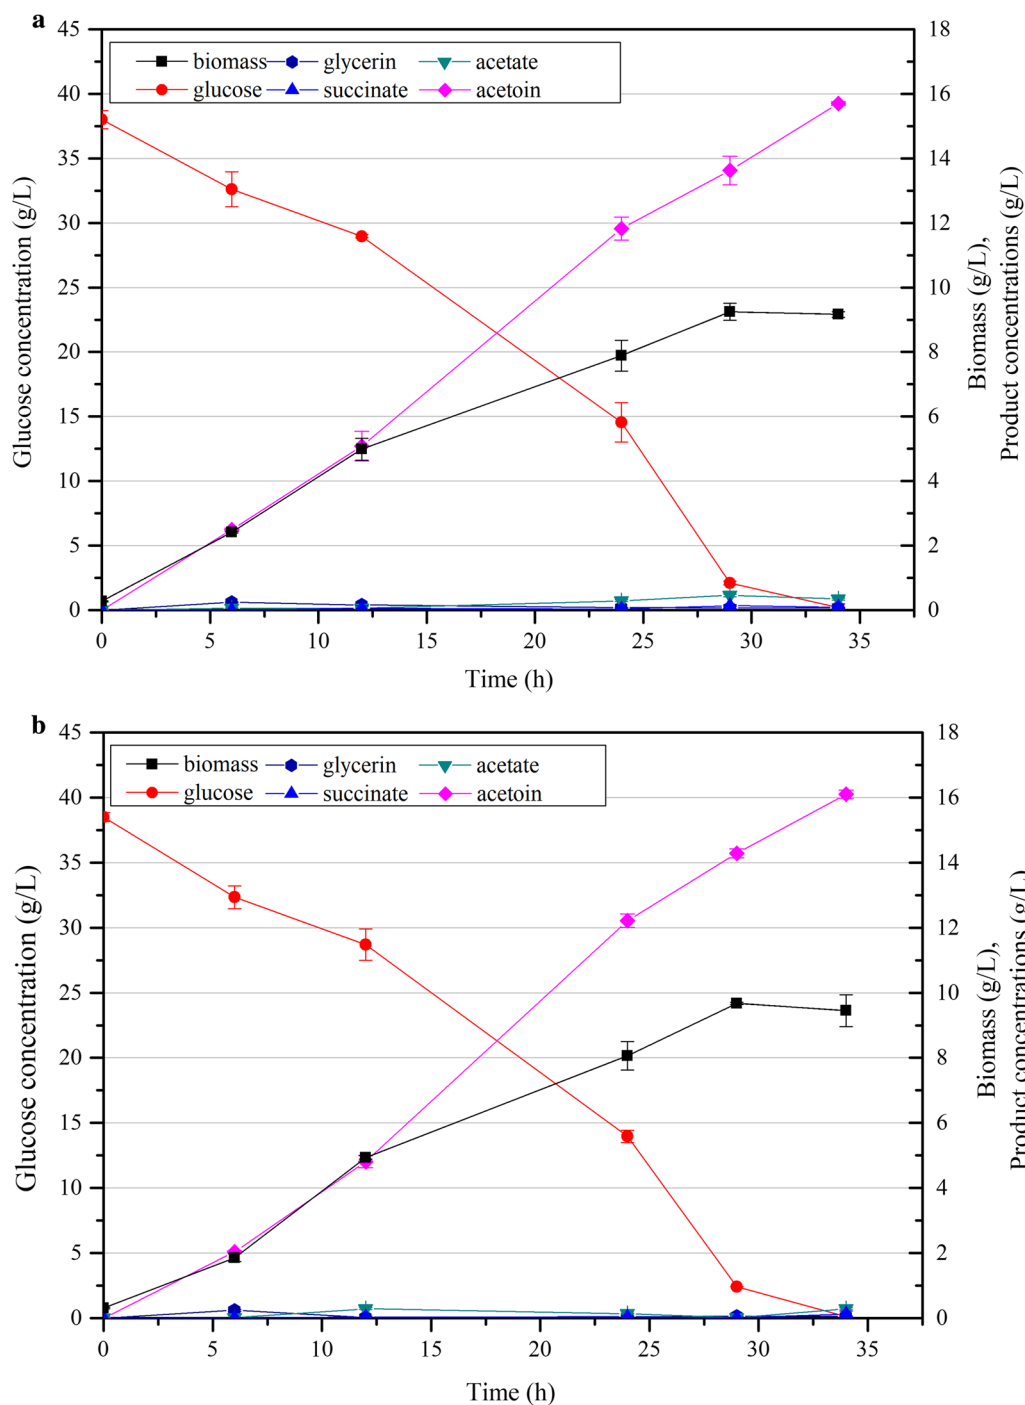 a
biomass glycerin acetate
glucose succinate acetoin
45
40
35
30
25
20
15
10
5
0
18
16
14
12
10
8
6
4
2
0
0 5 10 15 20 25 30 35
Glucose concentration (g/L)
Biomass (g/L),
Product concentrations (g/L)
Time (h)
b
biomass glycerin acetate
glucose succinate acetoin
45
40
35
30
25
20
15
10
5
0
18
16
14
12
10
8
6
4
2
0
0 5 10 15 20 25 30 35
Glucose concentration (g/L)
Biomass (g/L),
Product concentrations (g/L)
Time (h)